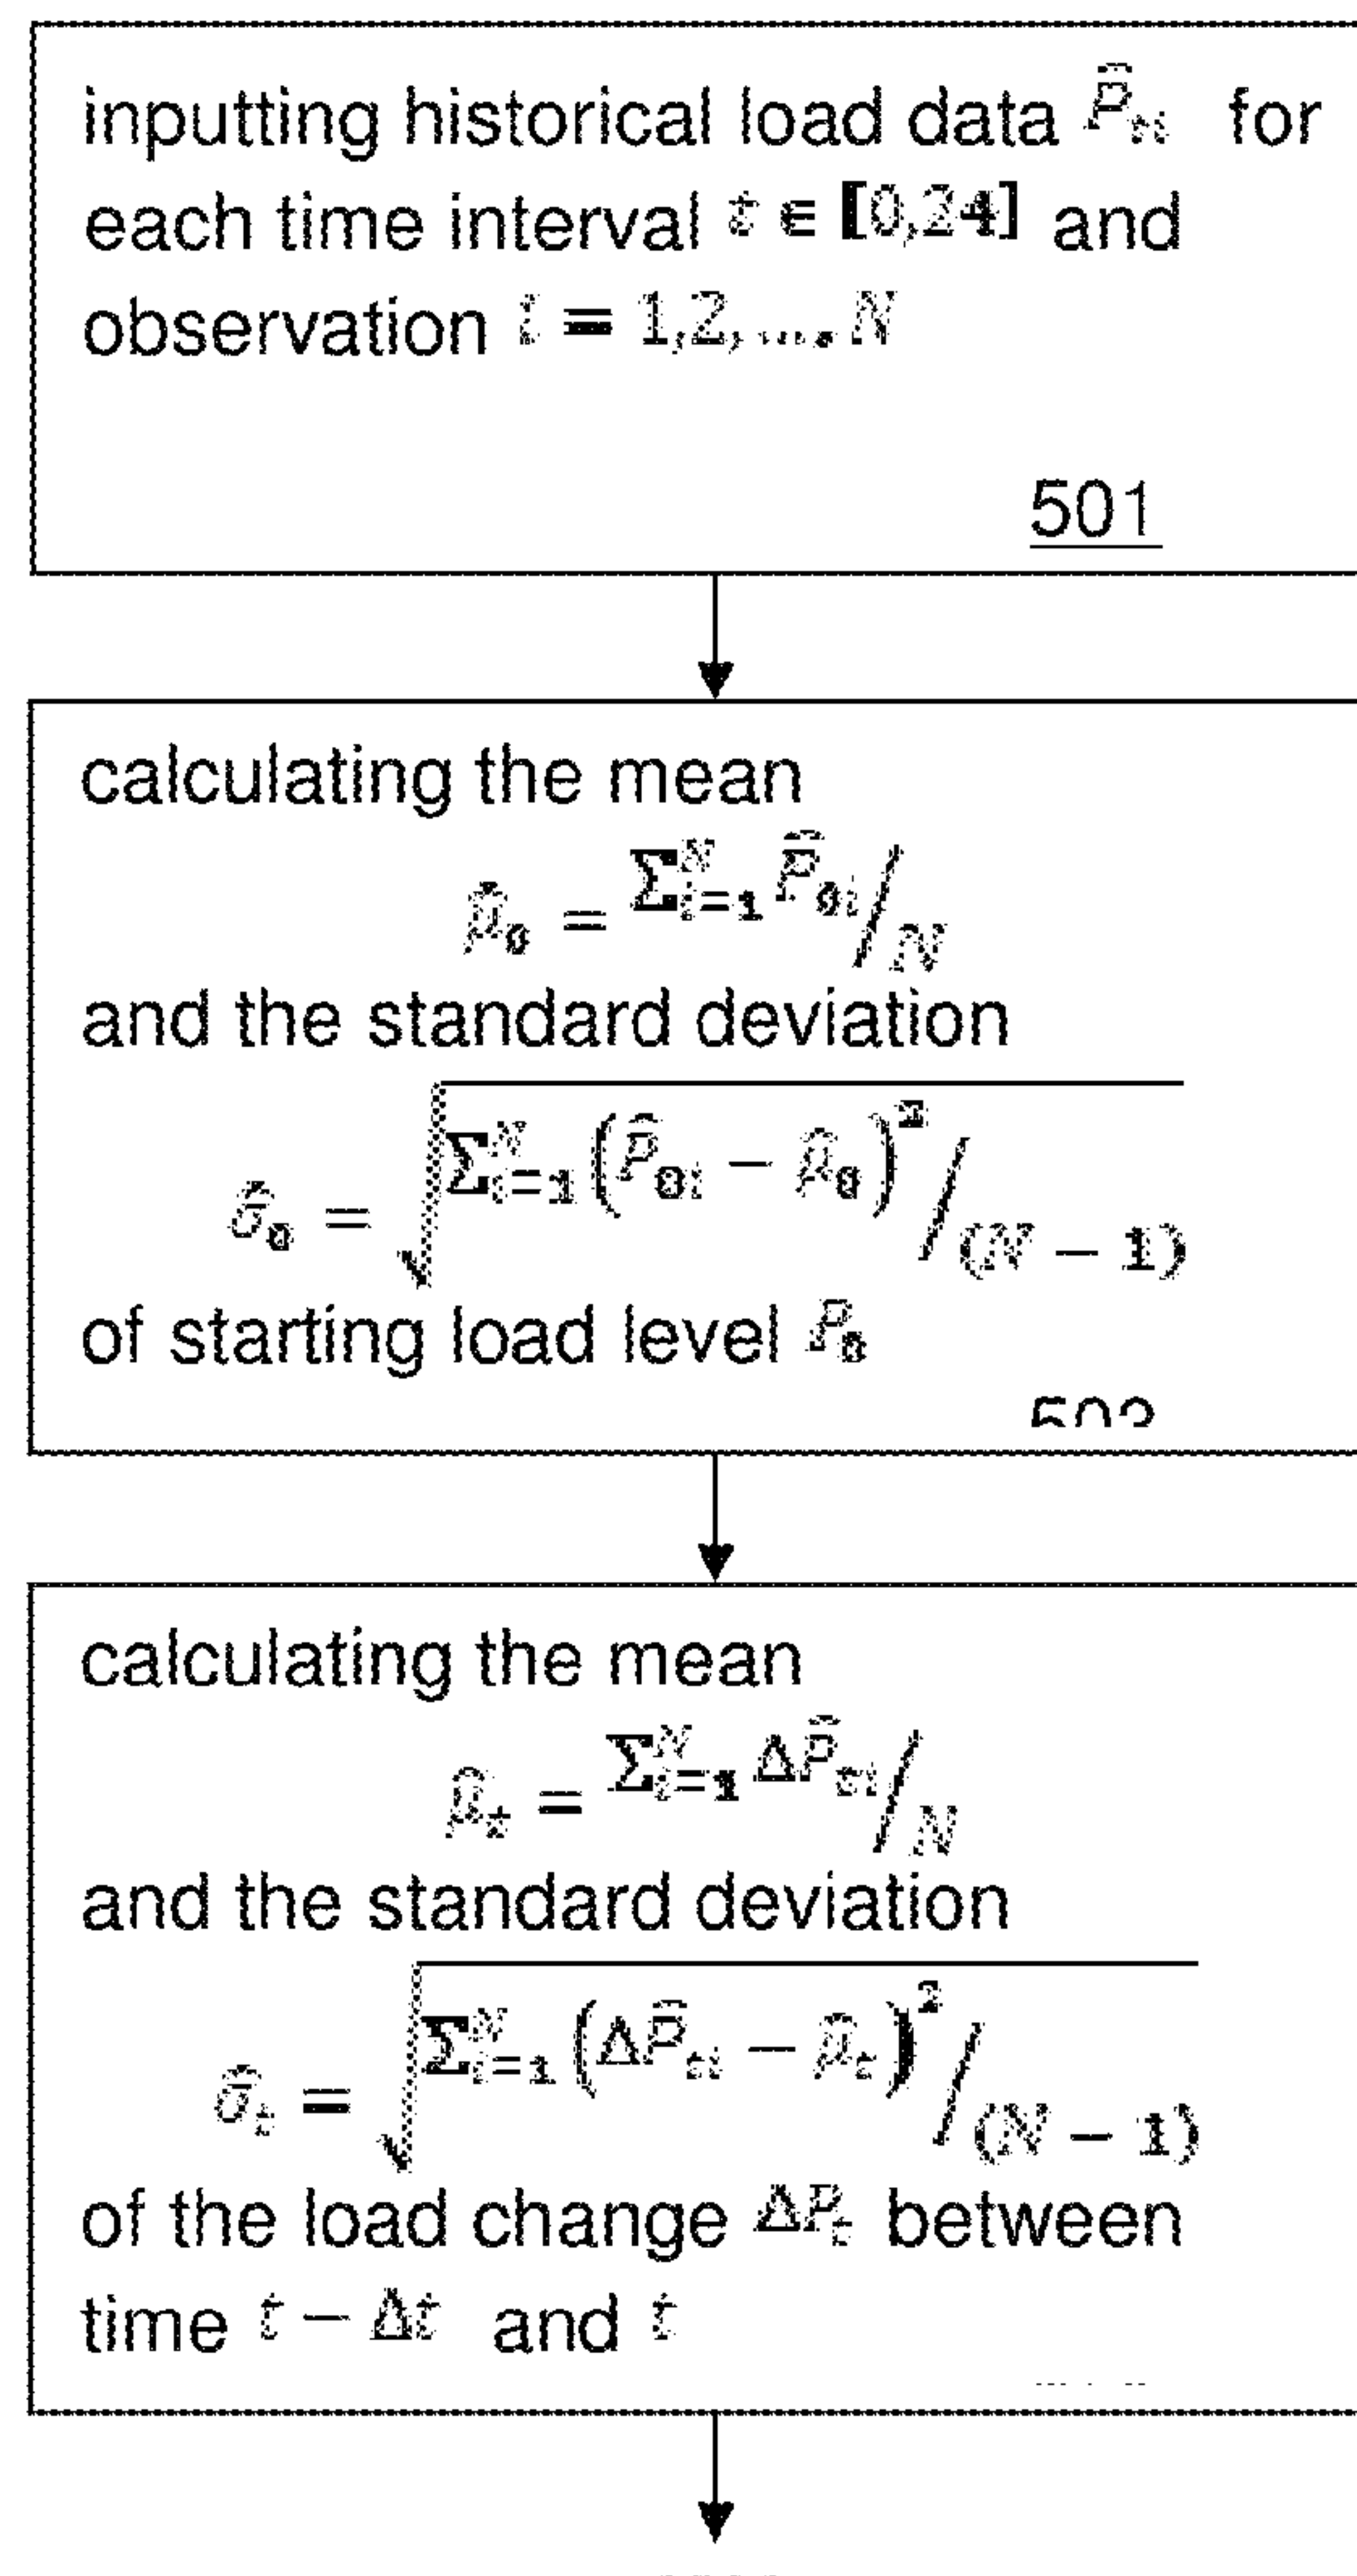 inputting historical load data P̂ₜᵢ for
each time interval t ∈ [0,24] and
observation i = 1,2,...,N
501
calculating the mean
μ̂₀ = Σᵢ₌₁ᴺ P̂₀ᵢ/N
and the standard deviation
σ̂₀ = √(Σᵢ₌₁ᴺ (P̂₀ᵢ − μ̂₀)²/(N − 1))
of starting load level P₀
calculating the mean
μ̂ₜ = Σᵢ₌₁ᴺ ΔP̂ₜᵢ/N
and the standard deviation
σ̂ₜ = √(Σᵢ₌₁ᴺ (ΔP̂ₜᵢ − μ̂ₜ)²/(N − 1))
of the load change ΔPₜ between
time t − Δt and t